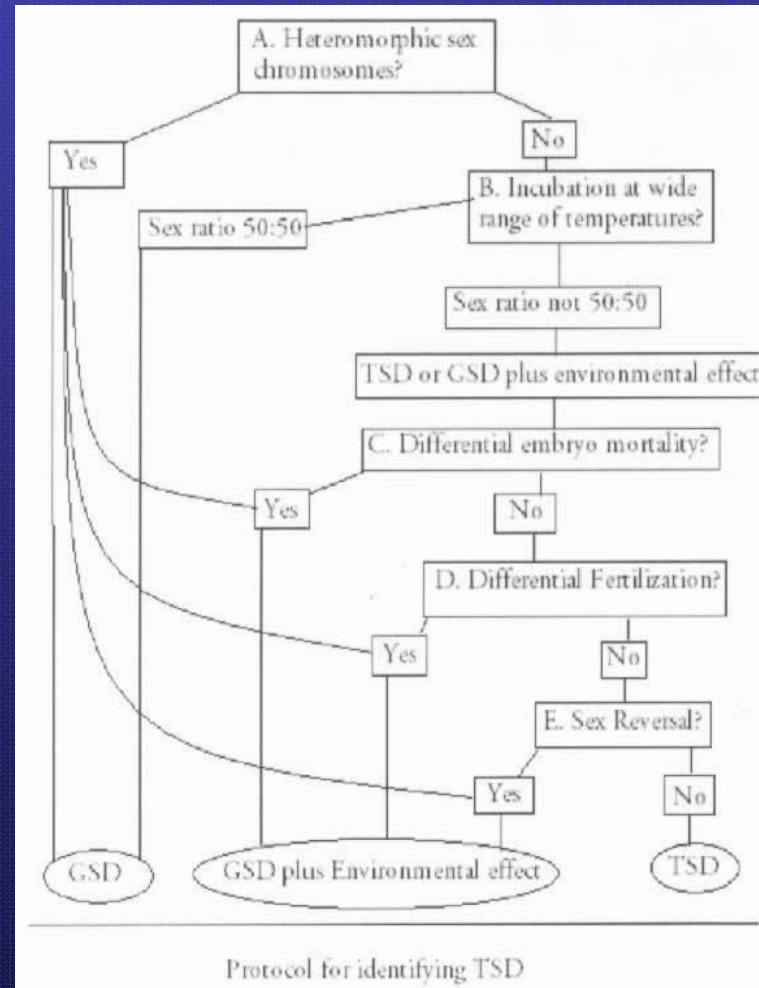 A. Heteromorphic sex
chromosomes?
Yes
No
B. Incubation at wide
range of temperatures?
Sex ratio 50:50
Sex ratio not 50:50
TSD or GSD plus environmental effect
C. Differential embryo mortality?
Yes
No
D. Differential Fertilization?
Yes
No
E. Sex Reversal?
Yes
No
GSD
GSD plus Environmental effect
TSD
Protocol for identifying TSD